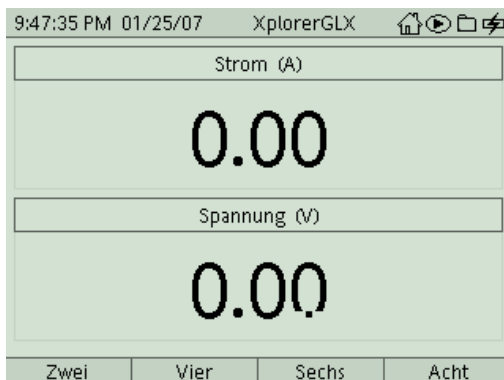 9:47:35 PM 01/25/07 XplorerGLX
Strom (A)
0.00
Spannung (V)
0.00
Zwei Vier Sechs Acht